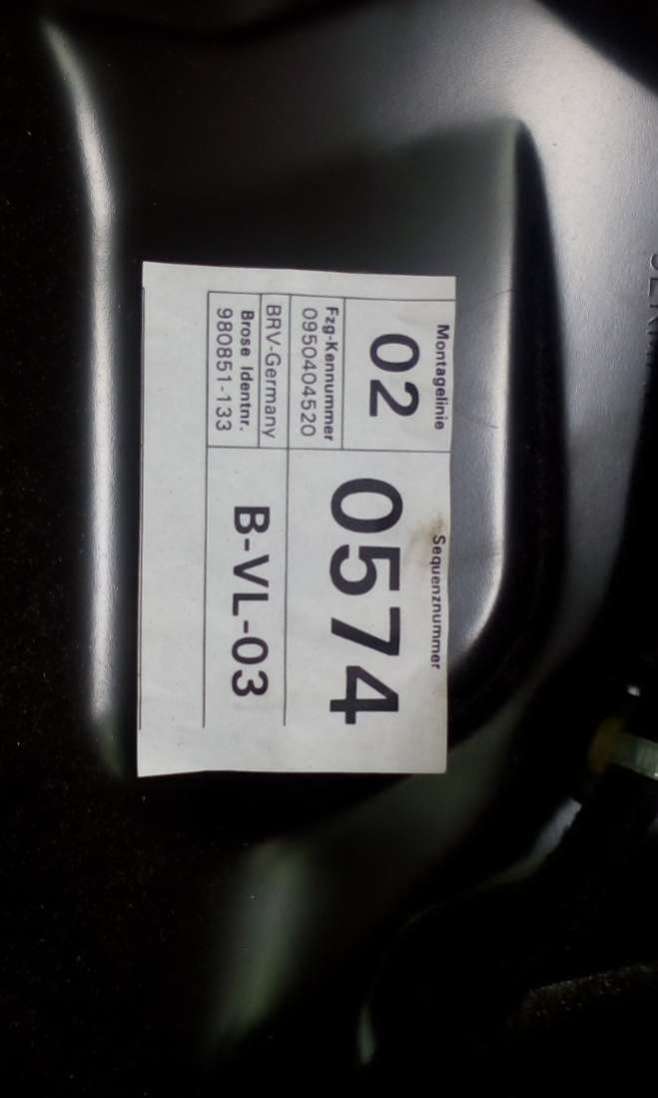 Montagelinie
02
Fzg-Kennummer
0950404520
BRV-Germany
Brose Identnr.
980851-133
Sequenznummer
0574
B-VL-03